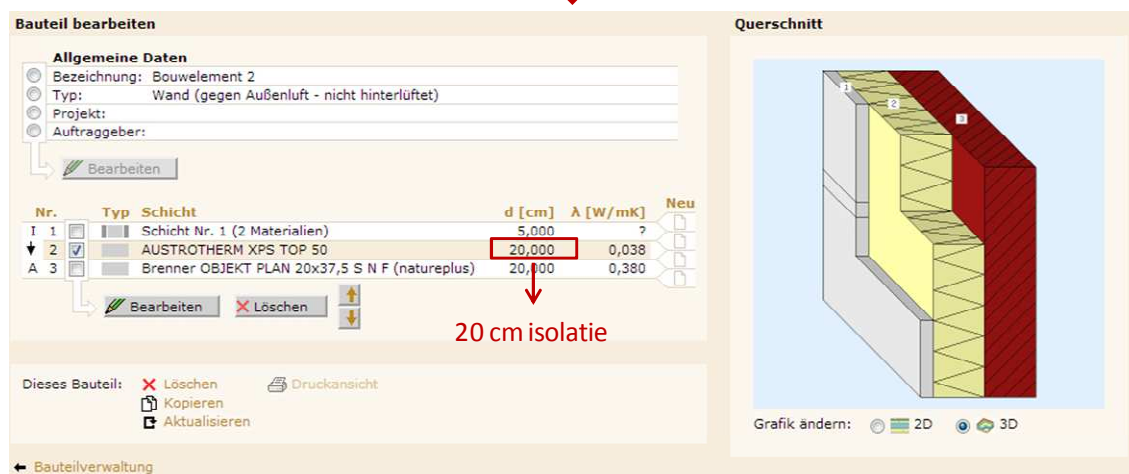 Bauteil bearbeiten
Allgemeine Daten
Bezeichnung: Bouwelement 2
Typ: Wand (gegen Außenluft - nicht hinterlüftet)
Projekt:
Auftraggeber:
Bearbeiten
Nr. Typ Schicht d [cm] λ [W/mK] Neu
I 1 Schicht Nr. 1 (2 Materialien) 5,000 ?
2 AUSTROTHERM XPS TOP 50 20,000 0,038
A 3 Brenner OBJEKT PLAN 20x37,5 S N F (natureplus) 20,000 0,380
Bearbeiten Löschen
20 cm isolatie
Dieses Bauteil: Löschen Druckansicht
Kopieren
Aktualisieren
Bauteilverwaltung
Querschnitt
1
2
3
Grafik ändern: 2D 3D